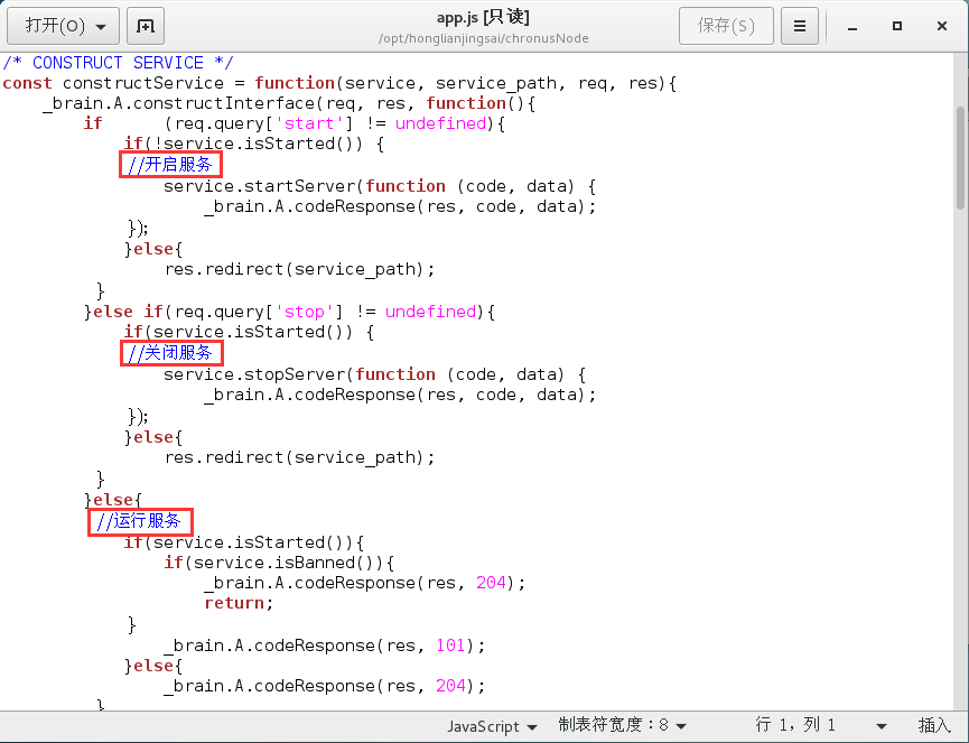 打开(O)
app.js [只读]
/opt/honglianjingsai/chronusNode
保存(S)
/* CONSTRUCT SERVICE */
const constructService = function(service, service_path, req, res){
    _brain.A.constructInterface(req, res, function(){
        if      (req.query['start'] != undefined){
            if(!service.isStarted()) {
            //开启服务
                service.startServer(function (code, data) {
                    _brain.A.codeResponse(res, code, data);
            });
            }else{
                res.redirect(service_path);
         }
        }else if(req.query['stop'] != undefined){
            if(service.isStarted()) {
            //关闭服务
                service.stopServer(function (code, data) {
                    _brain.A.codeResponse(res, code, data);
            });
            }else{
                res.redirect(service_path);
         }
        }else{
         //运行服务
            if(service.isStarted()){
                if(service.isBanned()){
                    _brain.A.codeResponse(res, 204);
                    return;
            }
                _brain.A.codeResponse(res, 101);
            }else{
                _brain.A.codeResponse(res, 204);
         }
JavaScript 制表符宽度：8 行 1，列 1 插入